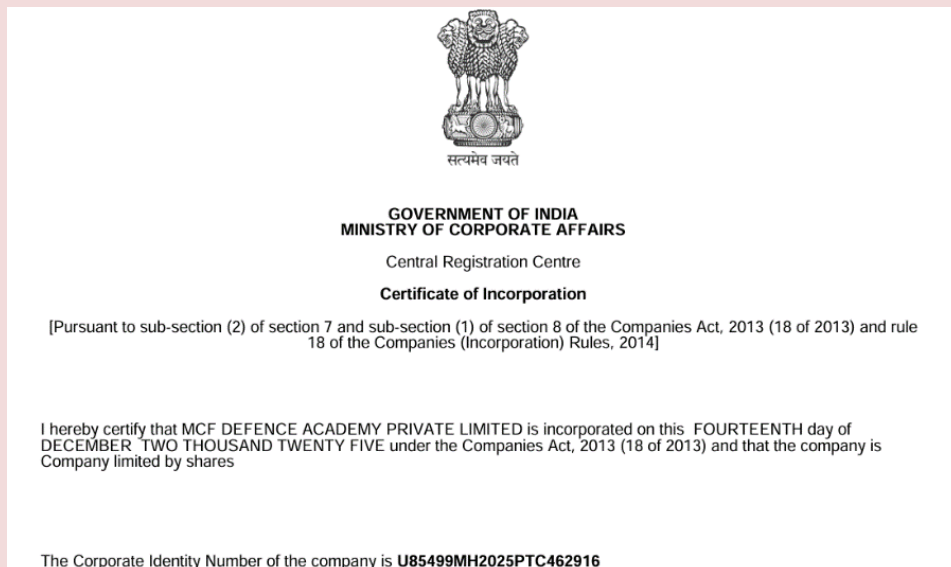 सत्यमेव जयते
GOVERNMENT OF INDIA
MINISTRY OF CORPORATE AFFAIRS
Central Registration Centre
Certificate of Incorporation
[Pursuant to sub-section (2) of section 7 and sub-section (1) of section 8 of the Companies Act, 2013 (18 of 2013) and rule
18 of the Companies (Incorporation) Rules, 2014]
I hereby certify that MCF DEFENCE ACADEMY PRIVATE LIMITED is incorporated on this FOURTEENTH day of
DECEMBER TWO THOUSAND TWENTY FIVE under the Companies Act, 2013 (18 of 2013) and that the company is
Company limited by shares
The Corporate Identity Number of the company is U85499MH2025PTC462916